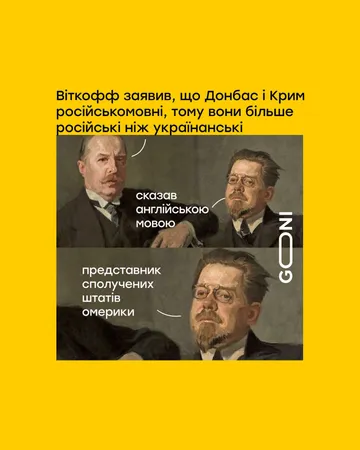 Віткофф заявив, що Донбас і Крим
російськомовні, тому вони більше
російські ніж українанські
сказав
англійською
мовою
GONI
представник
сполучених
штатів
омерики